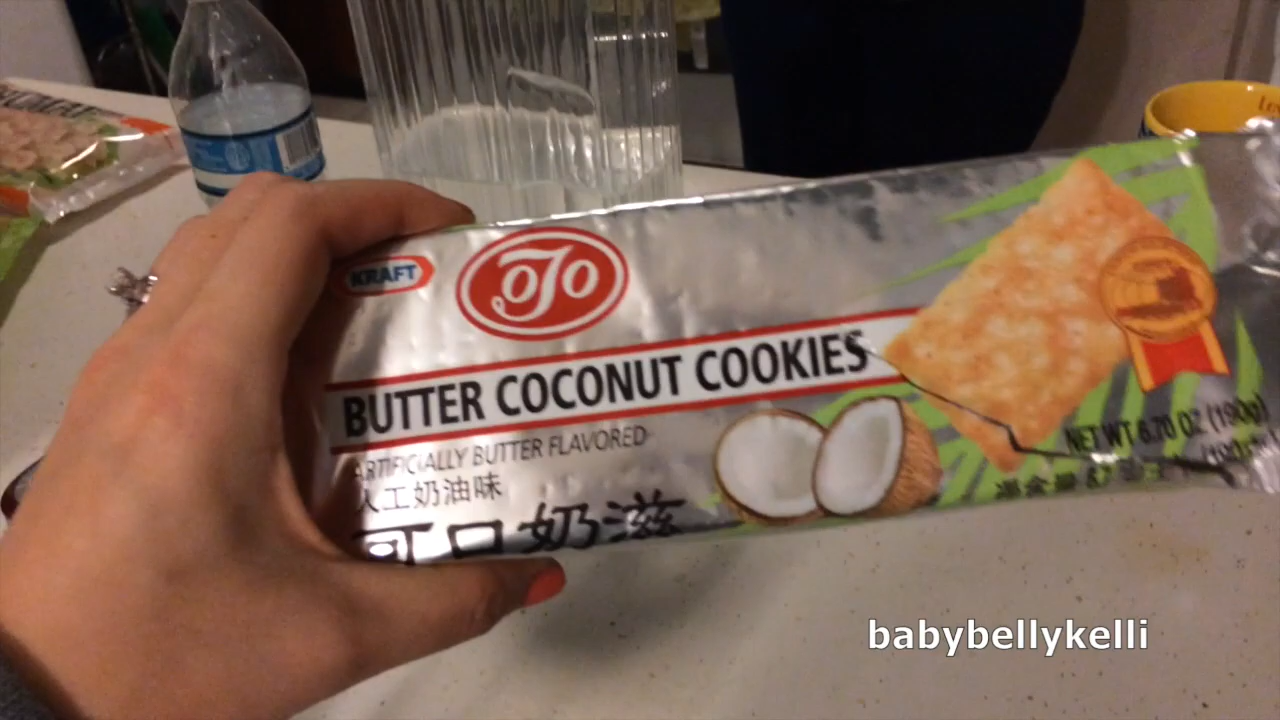 KRAFT
OJO
BUTTER COCONUT COOKIES
ARTIFICIALLY BUTTER FLAVORED
人工奶油味
可口奶滋
NET WT 6.70 OZ (190g)
babybellykelli